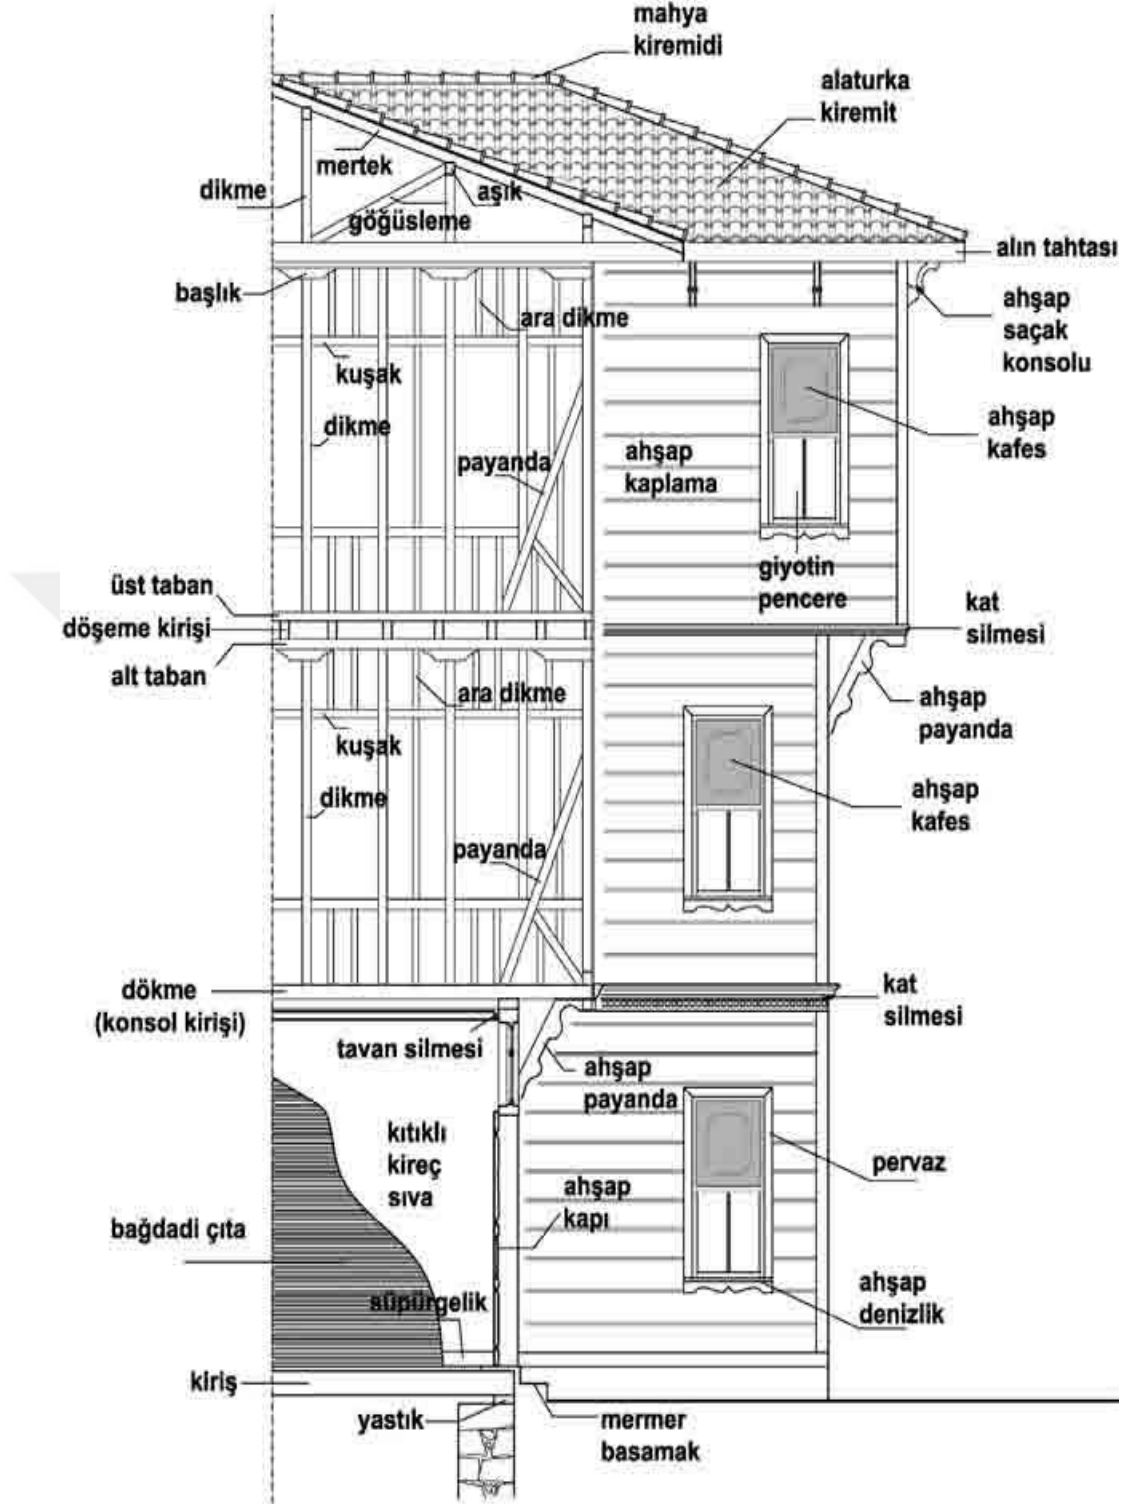 mahya
kiremidi
alaturka
kiremit
mertek
dikme
aşık
göğüsleme
alın tahtası
başlık
ara dikme
ahşap
saçak
konsolu
kuşak
dikme
ahşap
kafes
payanda
ahşap
kaplama
giyotin
pencere
üst taban
döşeme kirişi
kat
silmesi
alt taban
ara dikme
ahşap
payanda
kuşak
dikme
ahşap
kafes
payanda
dökme
(konsol kirişi)
kat
silmesi
tavan silmesi
ahşap
payanda
kıtıklı
kireç
sıva
pervaz
ahşap
kapı
bağdadi çıta
süpürgelik
ahşap
denizlik
kiriş
yastık
mermer
basamak